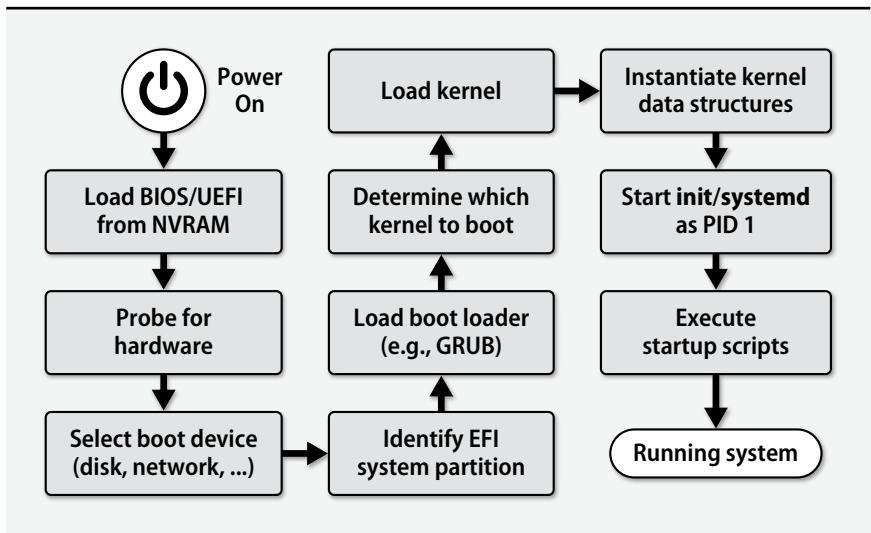 Power
On
Load BIOS/UEFI
from NVRAM
Probe for
hardware
Select boot device
(disk, network, ...)
Identify EFI
system partition
Load boot loader
(e.g., GRUB)
Determine which
kernel to boot
Load kernel
Instantiate kernel
data structures
Start init/systemd
as PID 1
Execute
startup scripts
Running system